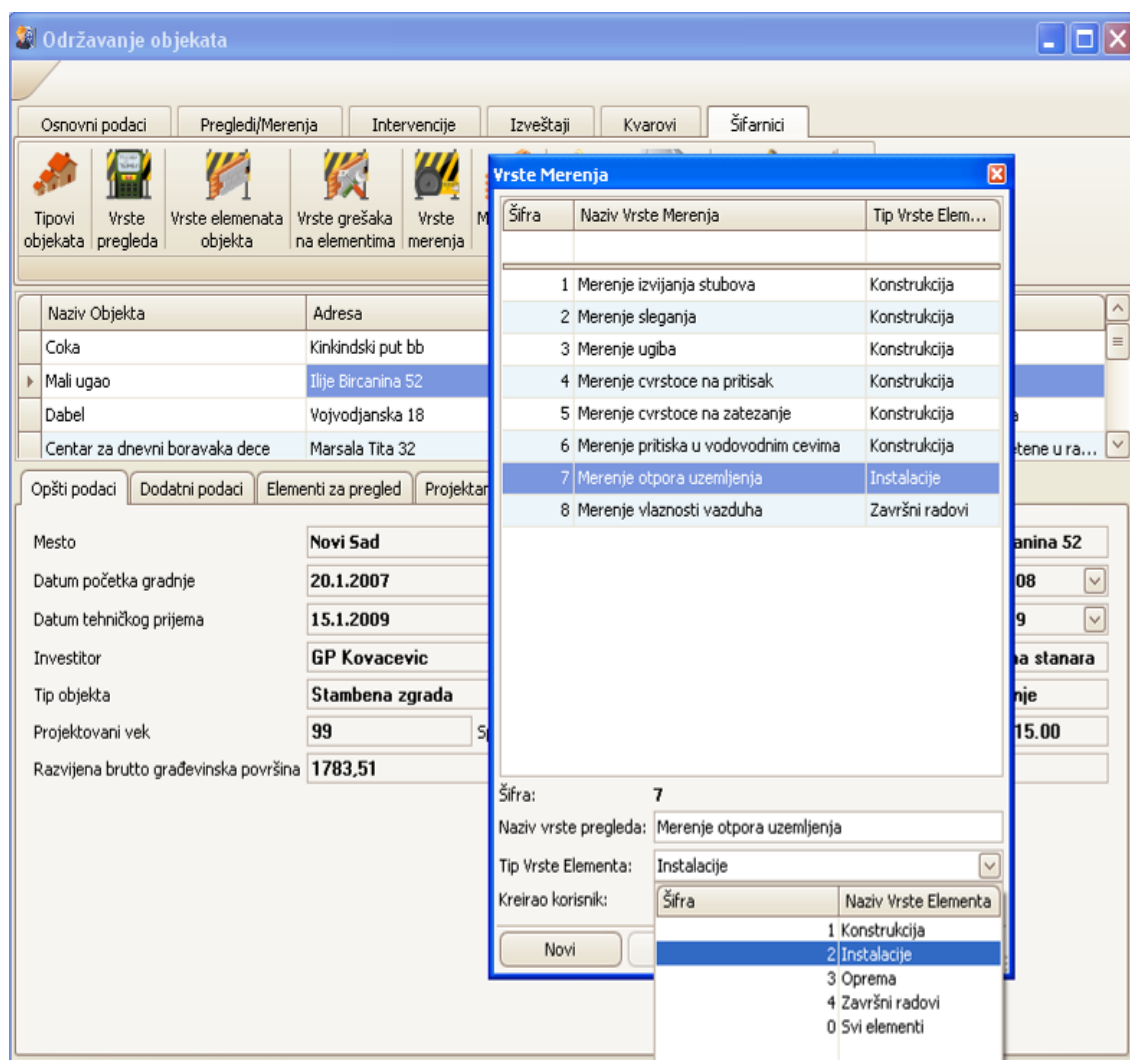 Održavanje objekata
Osnovni podaci Pregledi/Merenja Intervencije Izveštaji Kvarovi Šifarnici
Tipovi objekata
Vrste pregleda
Vrste elemenata objekta
Vrste grešaka na elementima
Vrste merenja
M
Naziv Objekta Adresa
Coka Kinkindski put bb
Mali ugao Ilije Bircanina 52
Dabel Vojvodjanska 18
Centar za dnevni boravaka dece Marsala Tita 32 tene u ra...
Opšti podaci Dodatni podaci Elementi za pregled Projektan
Mesto Novi Sad anina 52
Datum početka gradnje 20.1.2007 08
Datum tehničkog prijema 15.1.2009 9
Investitor GP Kovacevic na stanara
Tip objekta Stambena zgrada nje
Projektovani vek 99 Sp 15.00
Razvijena brutto građevinska površina 1783,51
Vrste Merenja
Šifra Naziv Vrste Merenja Tip Vrste Elem...
1 Merenje izvijanja stubova Konstrukcija
2 Merenje sleganja Konstrukcija
3 Merenje ugiba Konstrukcija
4 Merenje cvrstoce na pritisak Konstrukcija
5 Merenje cvrstoce na zatezanje Konstrukcija
6 Merenje pritiska u vodovodnim cevima Konstrukcija
7 Merenje otpora uzemljenja Instalacije
8 Merenje vlaznosti vazduha Završni radovi
Šifra: 7
Naziv vrste pregleda: Merenje otpora uzemljenja
Tip Vrste Elementa: Instalacije
Kreirao korisnik:
Novi
Šifra Naziv Vrste Elementa
1 Konstrukcija
2 Instalacije
3 Oprema
4 Završni radovi
0 Svi elementi